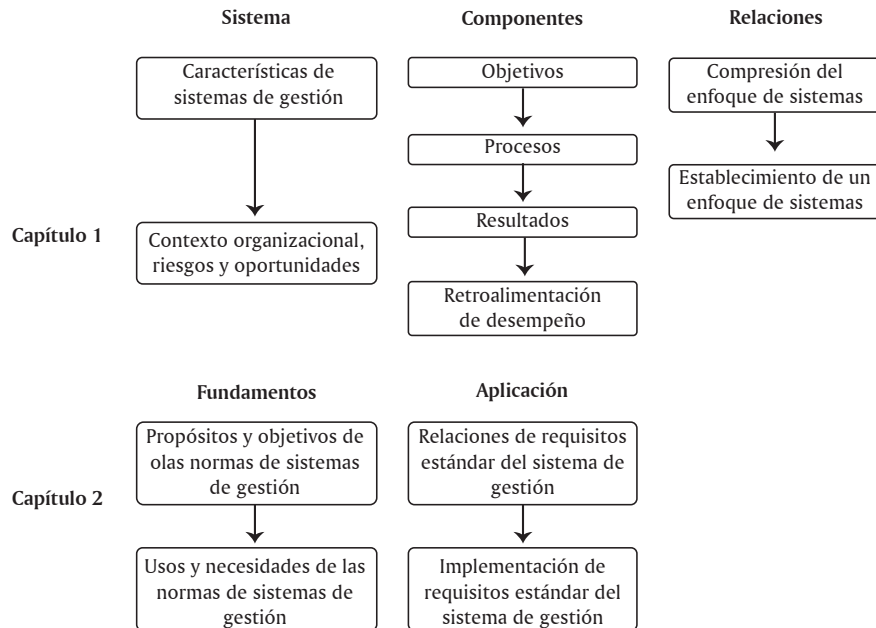 Sistema
Componentes
Relaciones
Características de
sistemas de gestión
Objetivos
Compresión del
enfoque de sistemas
Procesos
Establecimiento de un
enfoque de sistemas
Capítulo 1
Contexto organizacional,
riesgos y oportunidades
Resultados
Retroalimentación
de desempeño
Fundamentos
Aplicación
Capítulo 2
Propósitos y objetivos de
olas normas de sistemas
de gestión
Relaciones de requisitos
estándar del sistema de
gestión
Usos y necesidades de las
normas de sistemas de
gestión
Implementación de
requisitos estándar del
sistema de gestión